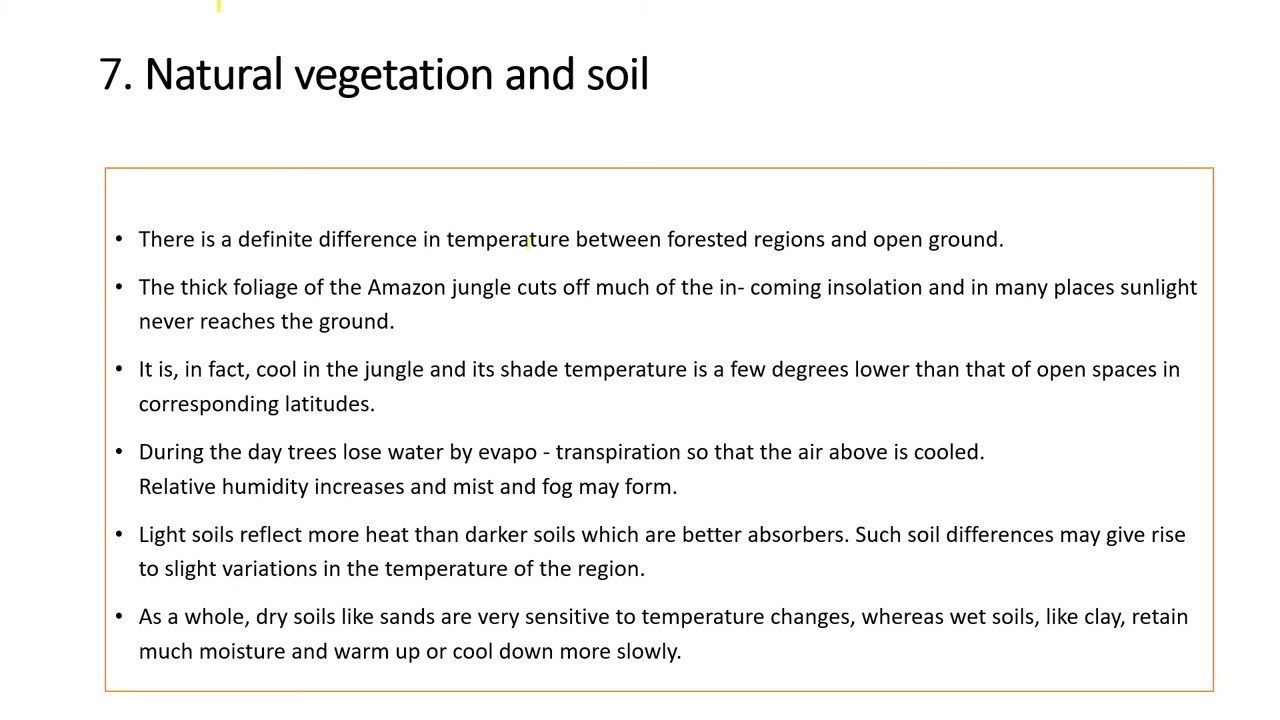 7. Natural vegetation and soil
• There is a definite difference in temperature between forested regions and open ground.
• The thick foliage of the Amazon jungle cuts off much of the in- coming insolation and in many places sunlight
never reaches the ground.
• It is, in fact, cool in the jungle and its shade temperature is a few degrees lower than that of open spaces in
corresponding latitudes.
• During the day trees lose water by evapo - transpiration so that the air above is cooled.
Relative humidity increases and mist and fog may form.
• Light soils reflect more heat than darker soils which are better absorbers. Such soil differences may give rise
to slight variations in the temperature of the region.
• As a whole, dry soils like sands are very sensitive to temperature changes, whereas wet soils, like clay, retain
much moisture and warm up or cool down more slowly.